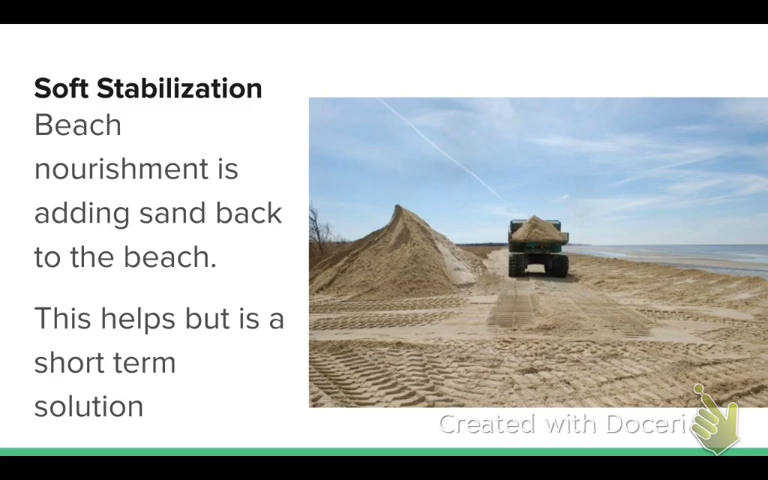 Soft Stabilization
Beach
nourishment is
adding sand back
to the beach.
This helps but is a
short term
solution
Created with Doceri